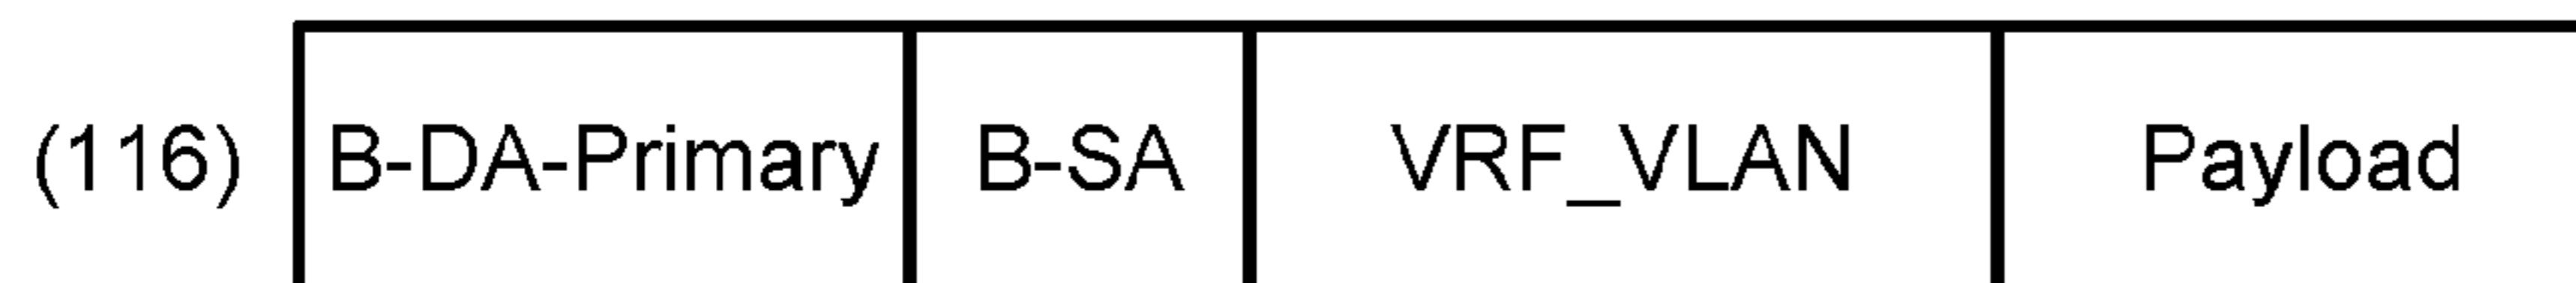 (116) B-DA-Primary B-SA VRF_VLAN Payload